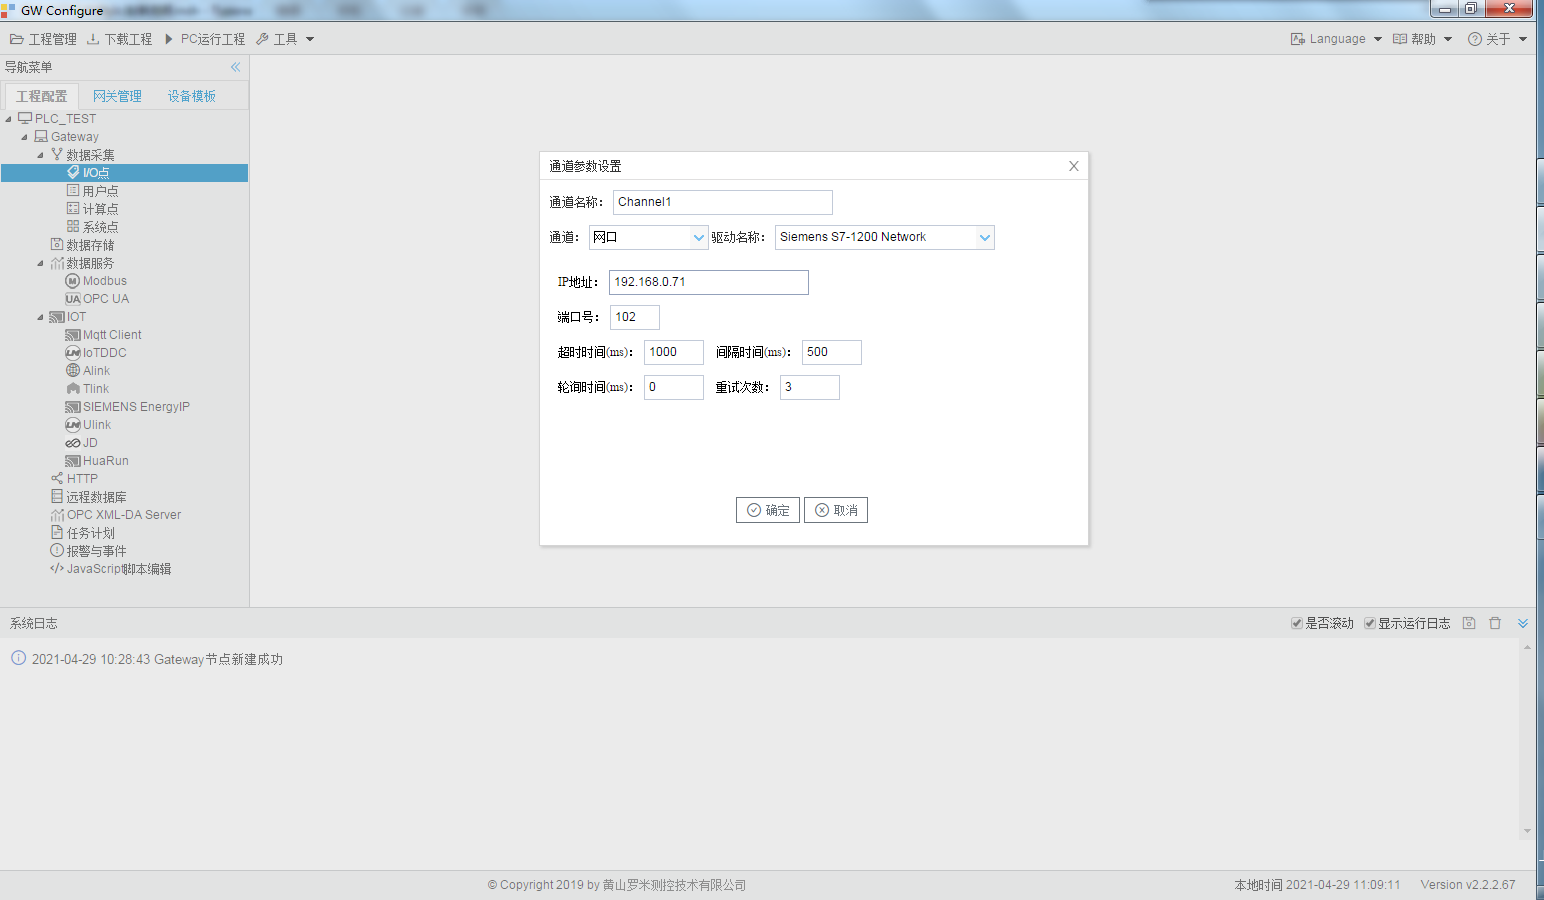 GW Configure
工程管理 下载工程 PC运行工程 工具 Language 帮助 关于
导航菜单
工程配置 网关管理 设备模板
PLC_TEST
Gateway
数据采集
I/O点
用户点
计算点
系统点
数据存储
数据服务
Modbus
OPC UA
IOT
Mqtt Client
IoTDDC
Alink
Tlink
SIEMENS EnergyIP
Ulink
JD
HuaRun
HTTP
远程数据库
OPC XML-DA Server
任务计划
报警与事件
JavaScript脚本编辑
通道参数设置
通道名称: Channel1
通道: 网口 驱动名称: Siemens S7-1200 Network
IP地址: 192.168.0.71
端口号: 102
超时时间(ms): 1000 间隔时间(ms): 500
轮询时间(ms): 0 重试次数: 3
确定 取消
系统日志 是否滚动 显示运行日志
2021-04-29 10:28:43 Gateway节点新建成功
© Copyright 2019 by 黄山罗米测控技术有限公司 本地时间 2021-04-29 11:09:11 Version v2.2.2.67